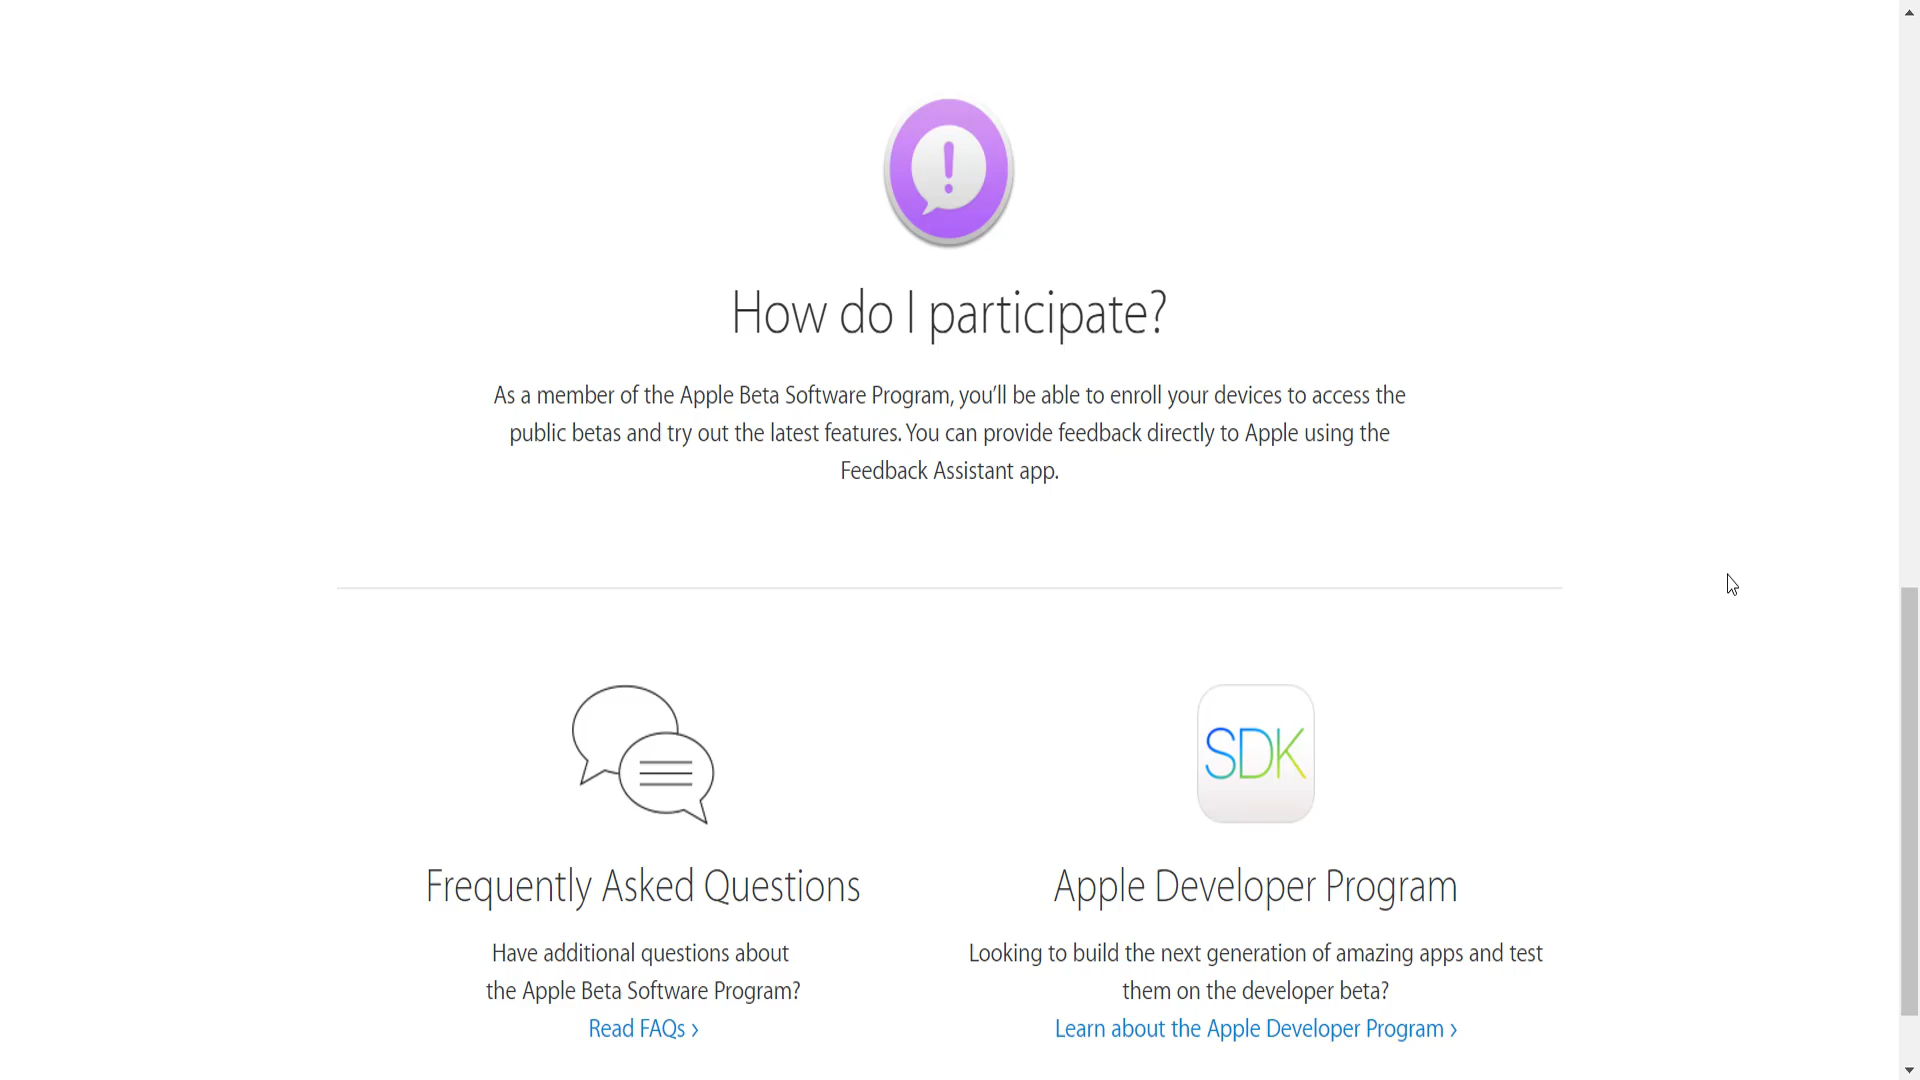 How do I participate?
As a member of the Apple Beta Software Program, you’ll be able to enroll your devices to access the
public betas and try out the latest features. You can provide feedback directly to Apple using the
Feedback Assistant app.
SDK
Frequently Asked Questions
Have additional questions about
the Apple Beta Software Program?
Read FAQs ›
Apple Developer Program
Looking to build the next generation of amazing apps and test
them on the developer beta?
Learn about the Apple Developer Program ›